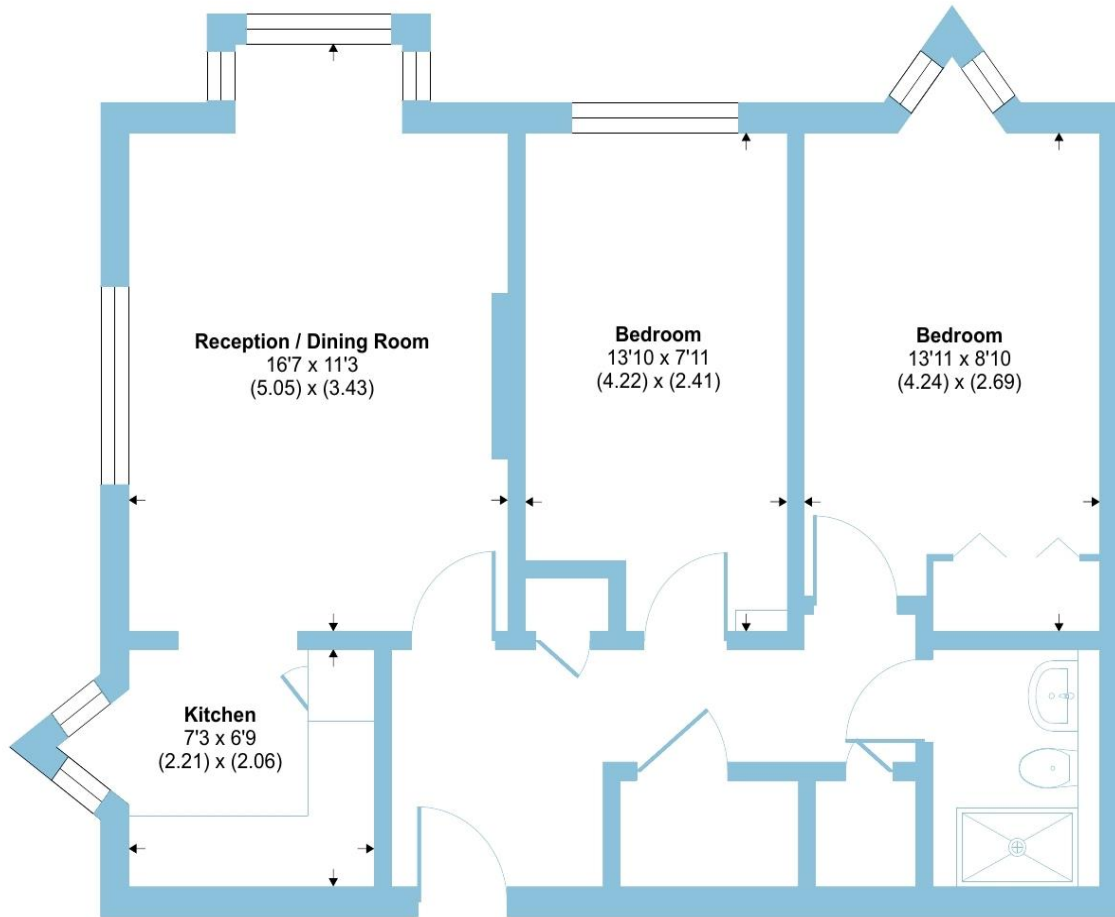 Reception / Dining Room
16'7 x 11'3
(5.05) x (3.43)
Bedroom
13'10 x 7'11
(4.22) x (2.41)
Bedroom
13'11 x 8'10
(4.24) x (2.69)
Kitchen
7'3 x 6'9
(2.21) x (2.06)